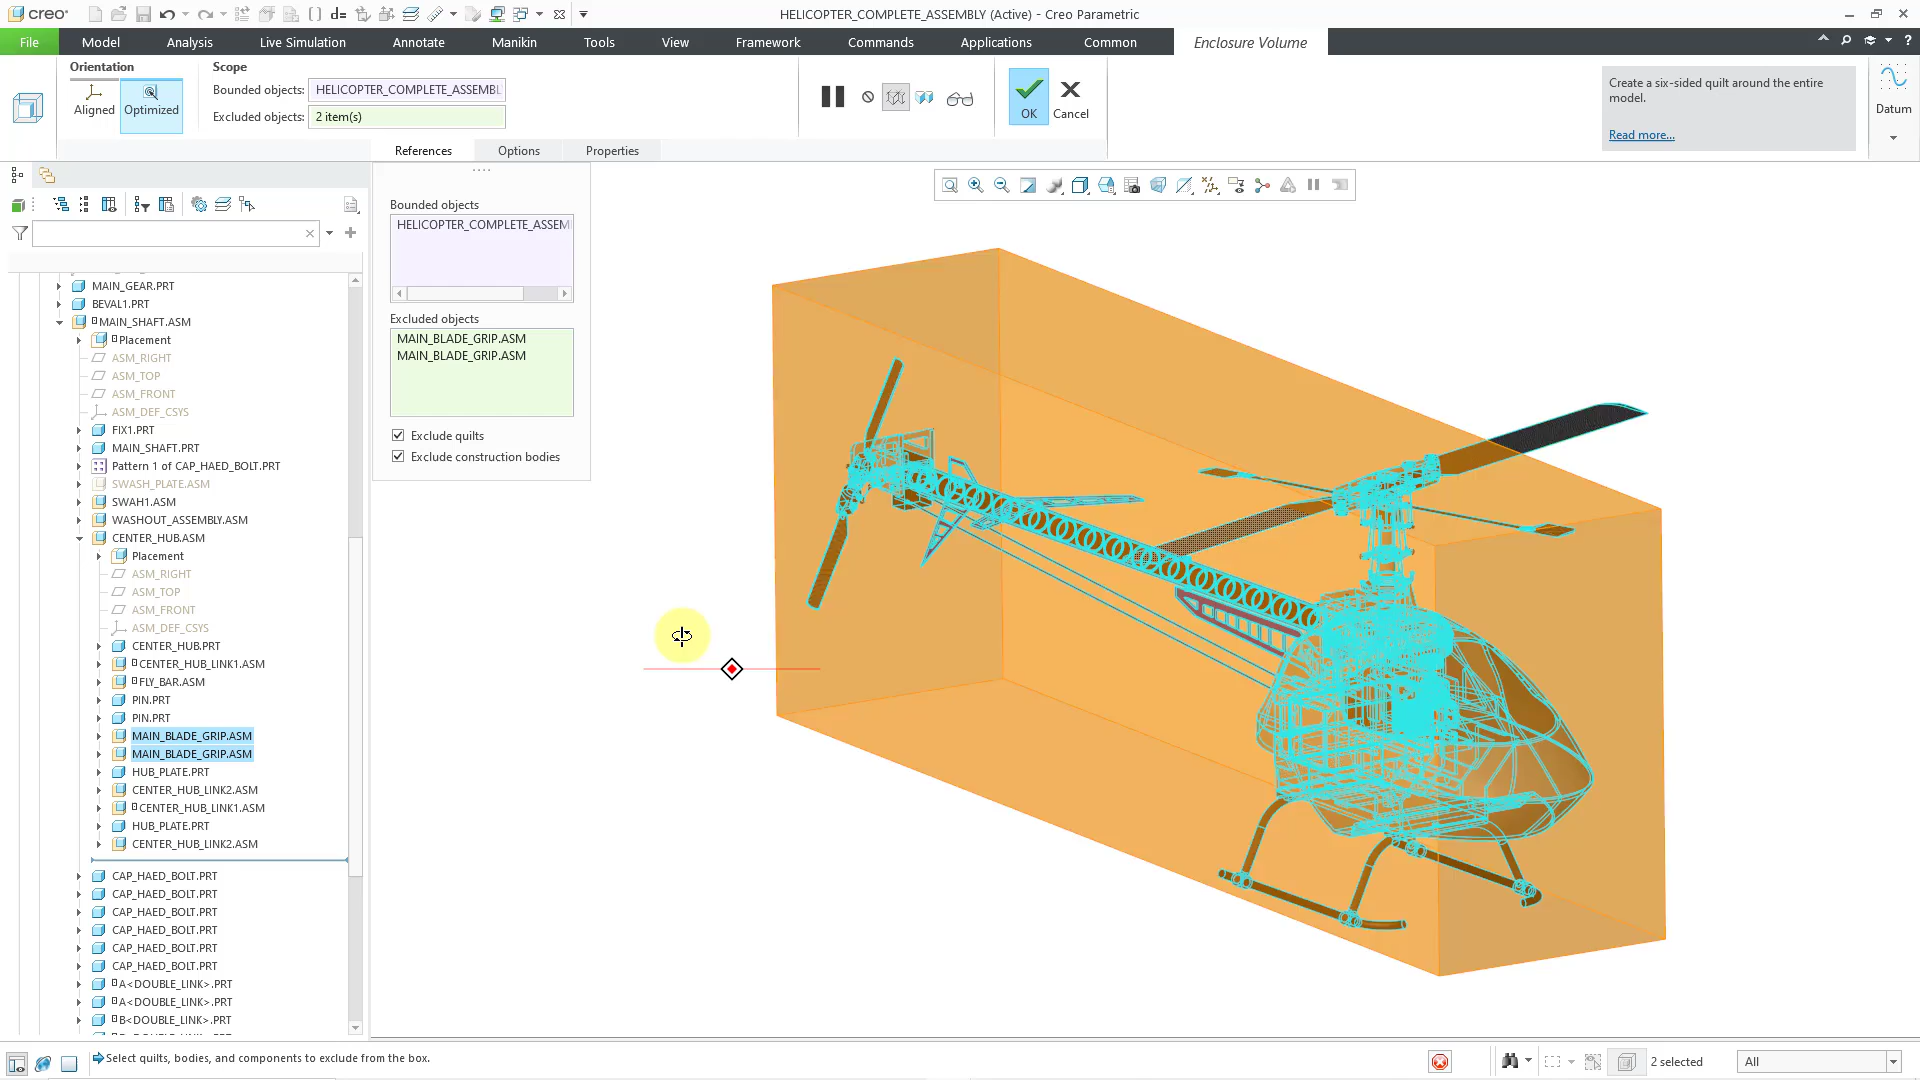 creo
HELICOPTER_COMPLETE_ASSEMBLY (Active) - Creo Parametric
File Model Analysis Live Simulation Annotate Manikin Tools View Framework Commands Applications Common Enclosure Volume
Orientation
Aligned
Optimized
Scope
Bounded objects: HELICOPTER_COMPLETE_ASSEMBL
Excluded objects: 2 item(s)
OK
Cancel
Create a six-sided quilt around the entire
model.
Read more...
Datum
References Options Properties
Bounded objects
HELICOPTER_COMPLETE_ASSEM
Excluded objects
MAIN_BLADE_GRIP.ASM
MAIN_BLADE_GRIP.ASM
Exclude quilts
Exclude construction bodies
MAIN_GEAR.PRT
BEVAL1.PRT
MAIN_SHAFT.ASM
Placement
ASM_RIGHT
ASM_TOP
ASM_FRONT
ASM_DEF_CSYS
FIX1.PRT
MAIN_SHAFT.PRT
Pattern 1 of CAP_HAED_BOLT.PRT
SWASH_PLATE.ASM
SWAH1.ASM
WASHOUT_ASSEMBLY.ASM
CENTER_HUB.ASM
Placement
ASM_RIGHT
ASM_TOP
ASM_FRONT
ASM_DEF_CSYS
CENTER_HUB.PRT
CENTER_HUB_LINK1.ASM
FLY_BAR.ASM
PIN.PRT
PIN.PRT
MAIN_BLADE_GRIP.ASM
MAIN_BLADE_GRIP.ASM
HUB_PLATE.PRT
CENTER_HUB_LINK2.ASM
CENTER_HUB_LINK1.ASM
HUB_PLATE.PRT
CENTER_HUB_LINK2.ASM
CAP_HAED_BOLT.PRT
CAP_HAED_BOLT.PRT
CAP_HAED_BOLT.PRT
CAP_HAED_BOLT.PRT
CAP_HAED_BOLT.PRT
CAP_HAED_BOLT.PRT
A<DOUBLE_LINK>.PRT
A<DOUBLE_LINK>.PRT
B<DOUBLE_LINK>.PRT
Select quilts, bodies, and components to exclude from the box.
2 selected
All